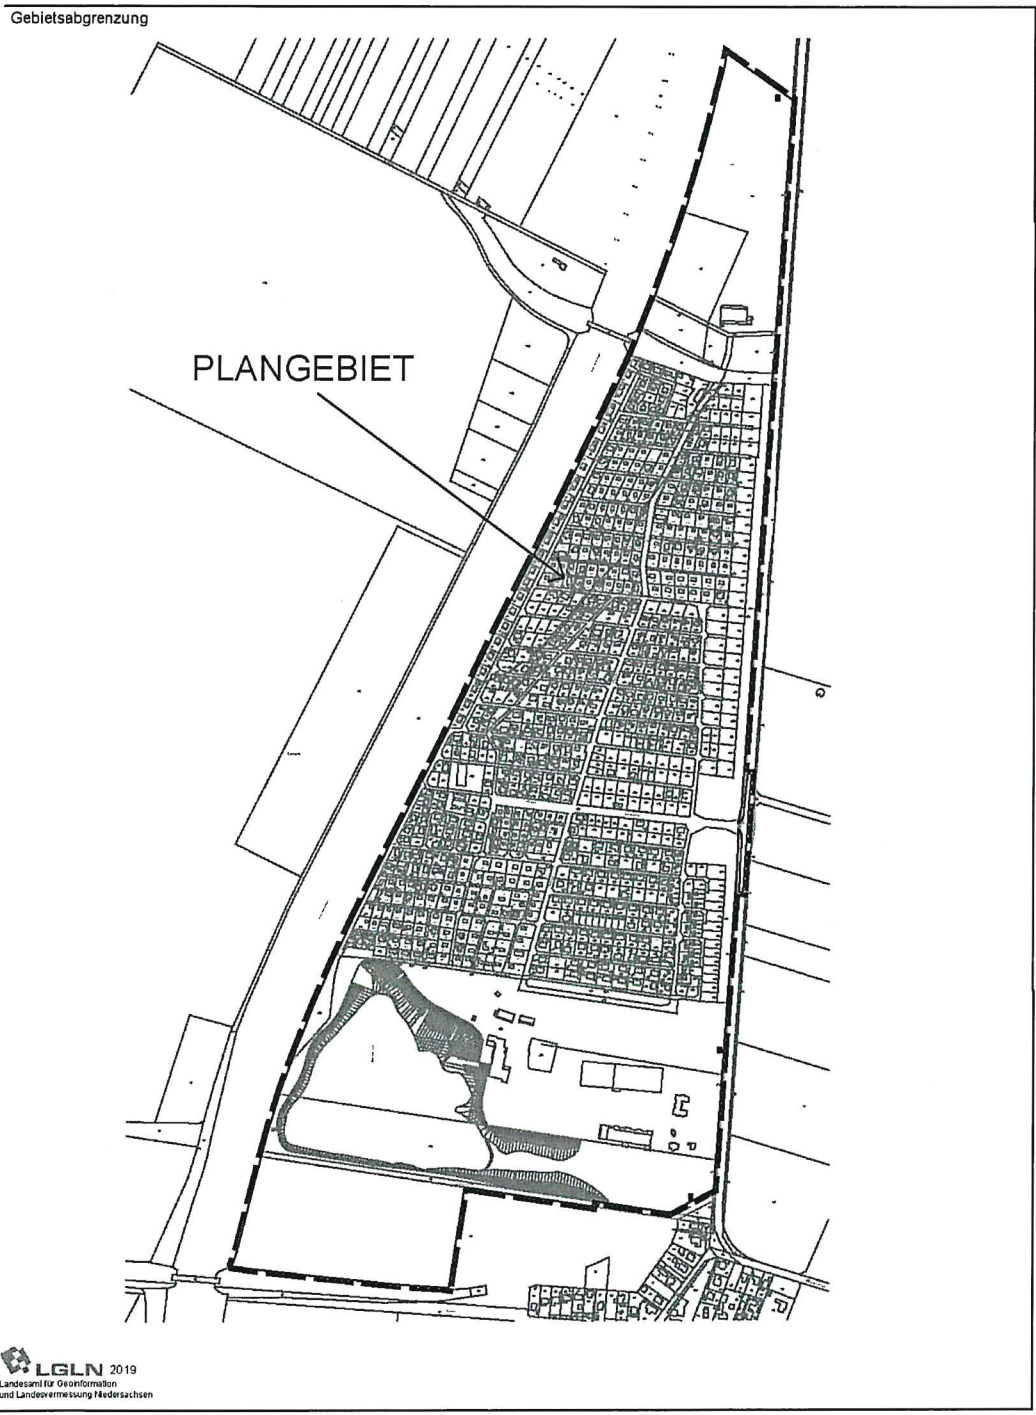 Gebietsabgrenzung
PLANGEBIET
G
LGLN 2019
Landesamt für Geoinformation
und Landesvermessung Niedersachsen